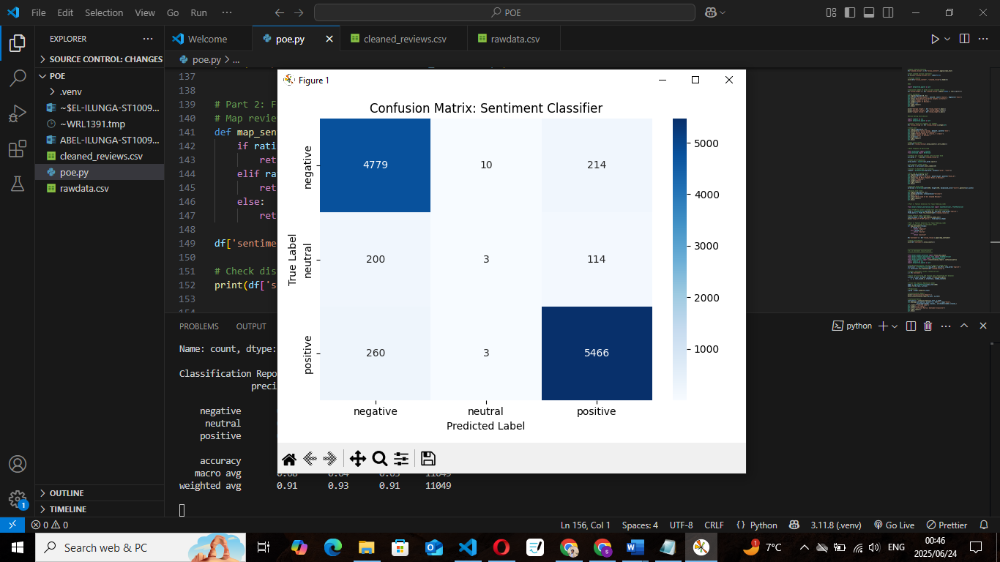 File Edit Selection View Go Run ··· POE
EXPLORER ···
Welcome poe.py cleaned_reviews.csv rawdata.csv
SOURCE CONTROL: CHANGES
poe.py > ...
POE
.venv
~$EL-ILUNGA-ST1009...
~WRL1391.tmp
ABEL-ILUNGA-ST1009...
cleaned_reviews.csv
poe.py
rawdata.csv
OUTLINE
TIMELINE
137
138
139 # Part 2: F
140 # Map revie
141 def map_sen
142 if rati
143 ret
144 elif ra
145 ret
146 else:
147 ret
148
149 df['sentime
150
151 # Check dis
152 print(df['s
153
Figure 1
Confusion Matrix: Sentiment Classifier
negative 4779 10 214
True Label
neutral 200 3 114
positive 260 3 5466
negative neutral positive
Predicted Label
5000
4000
3000
2000
1000
PROBLEMS OUTPUT
python
Name: count, dtype:
Classification Repo
preci
negative
neutral
positive
accuracy
macro avg 11049
weighted avg 0.91 0.93 0.91 11049
1
0 0 Ln 156, Col 1 Spaces: 4 UTF-8 CRLF {} Python 3.11.8 (.venv) Go Live Prettier
Search web & PC
1 7°C ENG 00:46
2025/06/24